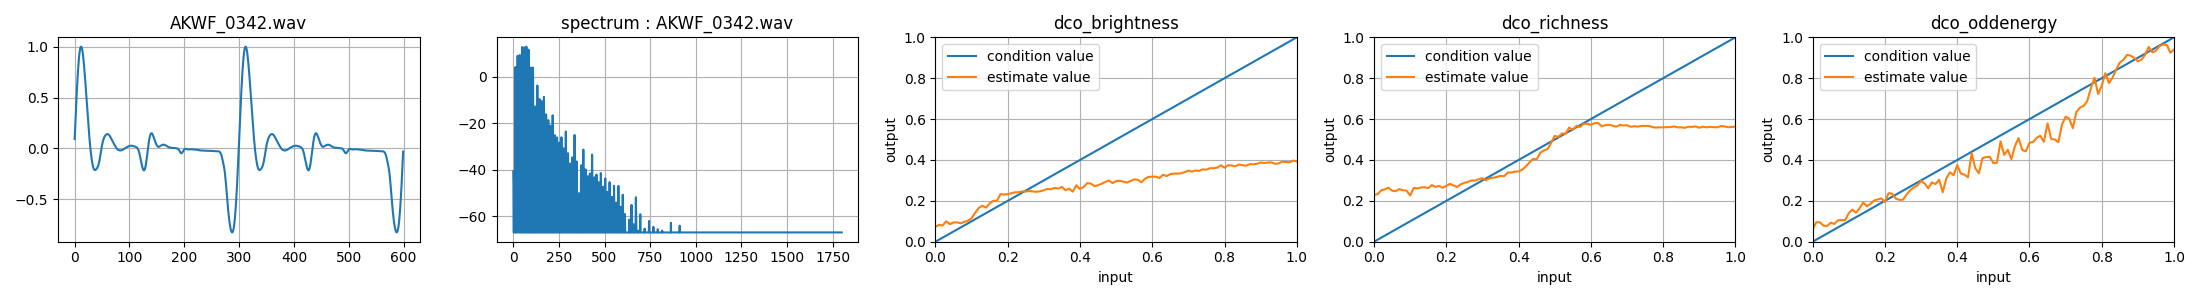 AKWF_0342.wav
1.0
0.5
0.0
−0.5
0 100 200 300 400 500 600
spectrum : AKWF_0342.wav
0
−20
−40
−60
0 250 500 750 1000 1250 1500 1750
dco_brightness
condition value
estimate value
output
1.0
0.8
0.6
0.4
0.2
0.0
0.0 0.2 0.4 0.6 0.8 1.0
input
dco_richness
condition value
estimate value
output
1.0
0.8
0.6
0.4
0.2
0.0
0.0 0.2 0.4 0.6 0.8 1.0
input
dco_oddenergy
condition value
estimate value
output
1.0
0.8
0.6
0.4
0.2
0.0
0.0 0.2 0.4 0.6 0.8 1.0
input